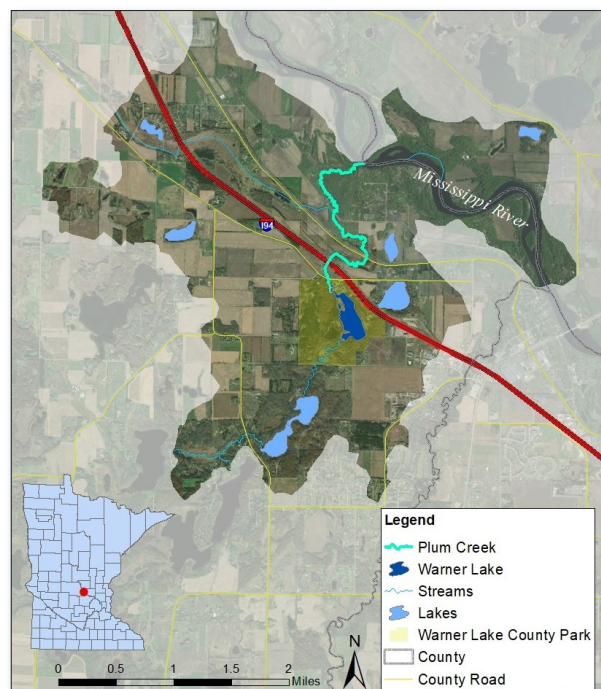 Mississippi River
194
Legend
Plum Creek
Warner Lake
Streams
Lakes
Warner Lake County Park
County
County Road
N
0 0.5 1 1.5 2
Miles